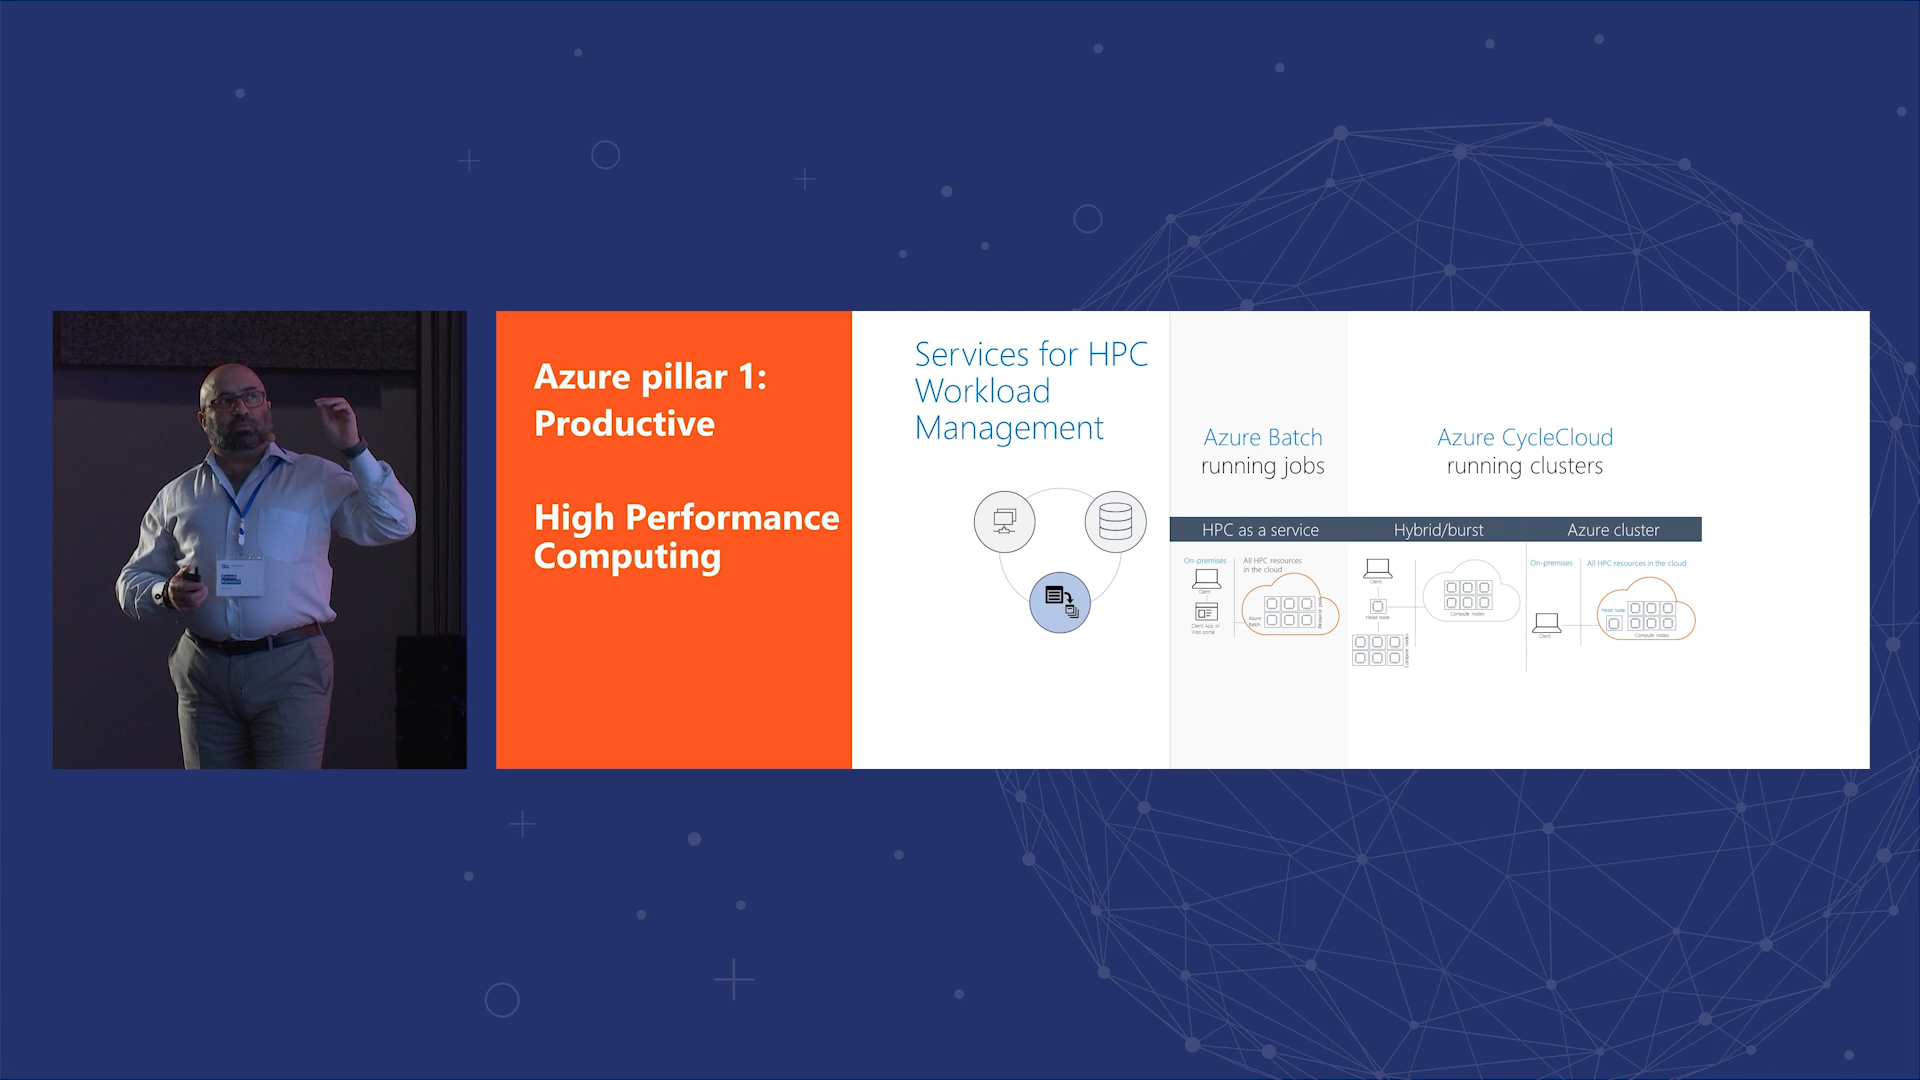 Azure pillar 1:
Productive
High Performance
Computing
Services for HPC
Workload
Management
Azure Batch
running jobs
Azure CycleCloud
running clusters
HPC as a service
Hybrid/burst
Azure cluster
On-premises
Client
Client App or
Web portal
All HPC resources
in the cloud
Azure
Batch
Resource pool
Client
Head node
Compute nodes
Compute nodes
On-premises
Client
All HPC resources in the cloud
Head node
Compute nodes